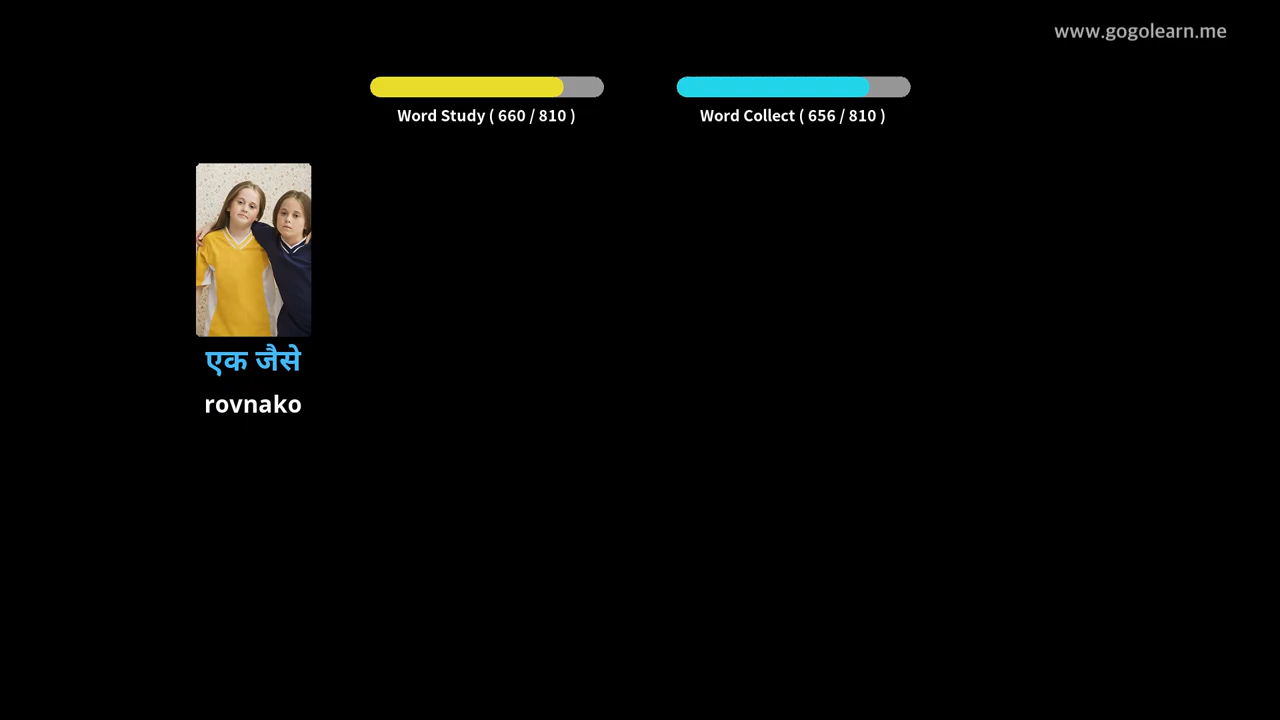 www.gogolearn.me
Word Study ( 660 / 810 )
Word Collect ( 656 / 810 )
एक जैसे
rovnako